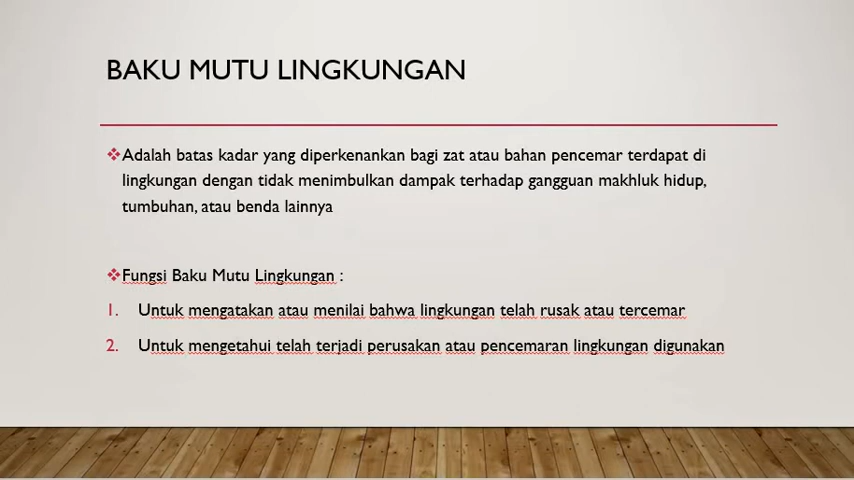 BAKU MUTU LINGKUNGAN
❖Adalah batas kadar yang diperkenankan bagi zat atau bahan pencemar terdapat di
lingkungan dengan tidak menimbulkan dampak terhadap gangguan makhluk hidup,
tumbuhan, atau benda lainnya
❖Fungsi Baku Mutu Lingkungan :
1. Untuk mengatakan atau menilai bahwa lingkungan telah rusak atau tercemar
2. Untuk mengetahui telah terjadi perusakan atau pencemaran lingkungan digunakan